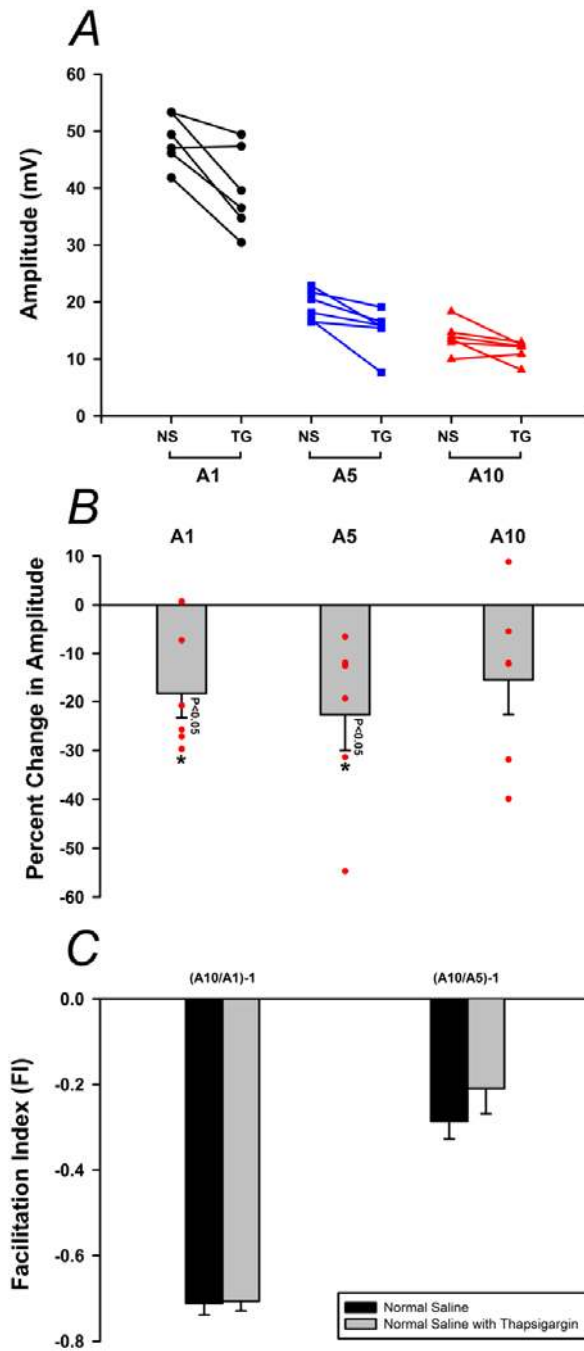 A
60
50
40
30
20
10
0
Amplitude (mV)
NS TG NS TG NS TG
A1 A5 A10
B
A1 A5 A10
10
0
-10
-20
-30
-40
-50
-60
Percent Change in Amplitude
P<0.05
*
P<0.05
*
C
(A10/A1)-1 (A10/A5)-1
0.0
-0.2
-0.4
-0.6
-0.8
Facilitation Index (FI)
Normal Saline
Normal Saline with Thapsigargin